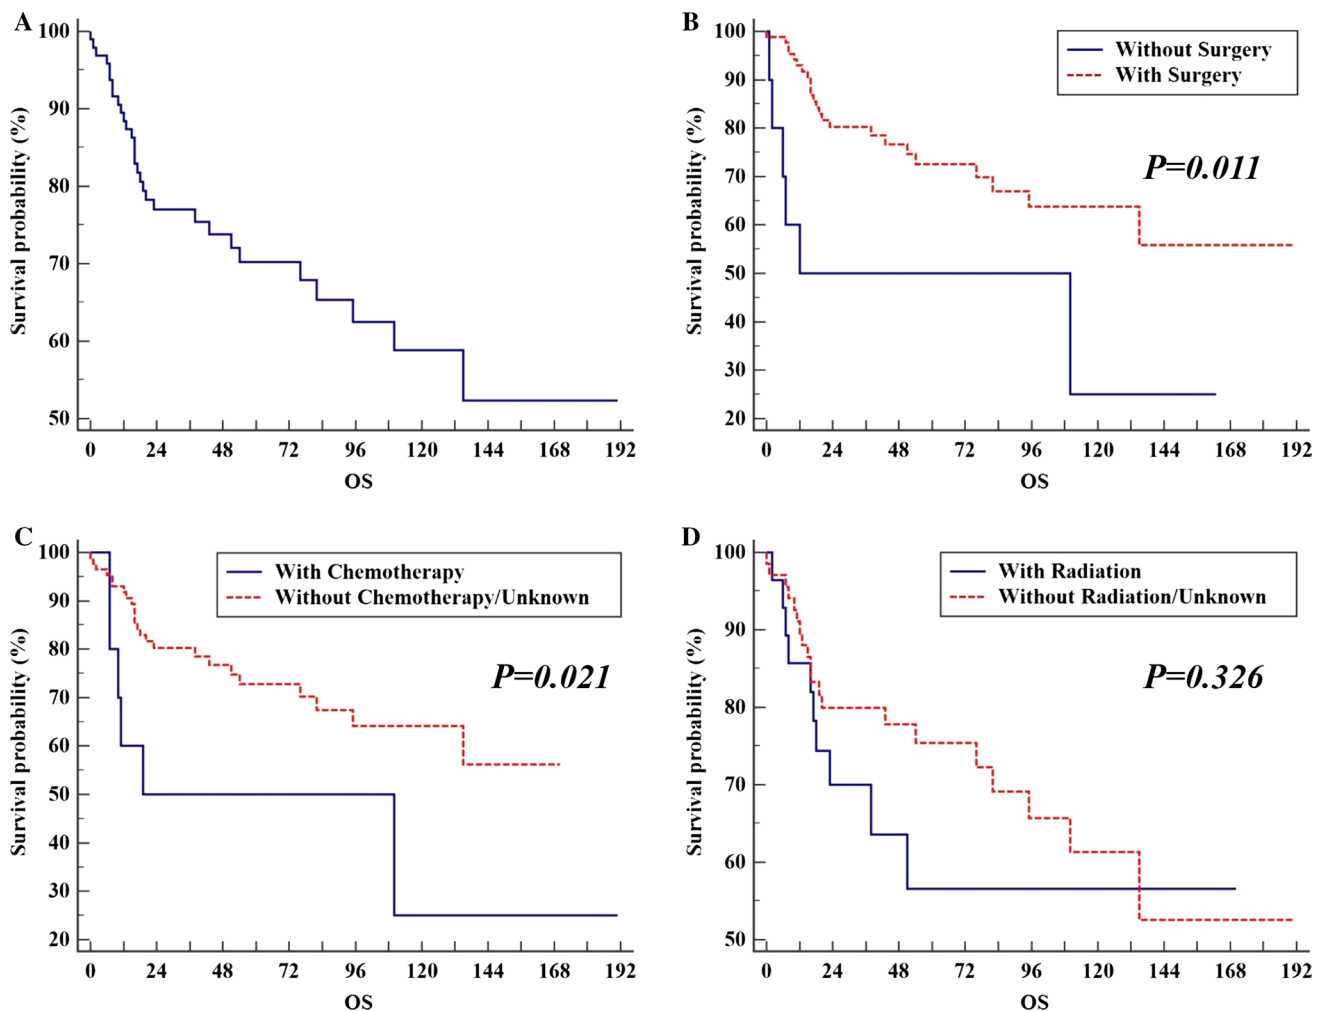 A
Survival probability (%)
100
90
80
70
60
50
0 24 48 72 96 120 144 168 192
OS
B
Survival probability (%)
100
90
80
70
60
50
40
30
20
Without Surgery
With Surgery
P=0.011
0 24 48 72 96 120 144 168 192
OS
C
Survival probability (%)
100
90
80
70
60
50
40
30
20
With Chemotherapy
Without Chemotherapy/Unknown
P=0.021
0 24 48 72 96 120 144 168 192
OS
D
Survival probability (%)
100
90
80
70
60
50
With Radiation
Without Radiation/Unknown
P=0.326
0 24 48 72 96 120 144 168 192
OS